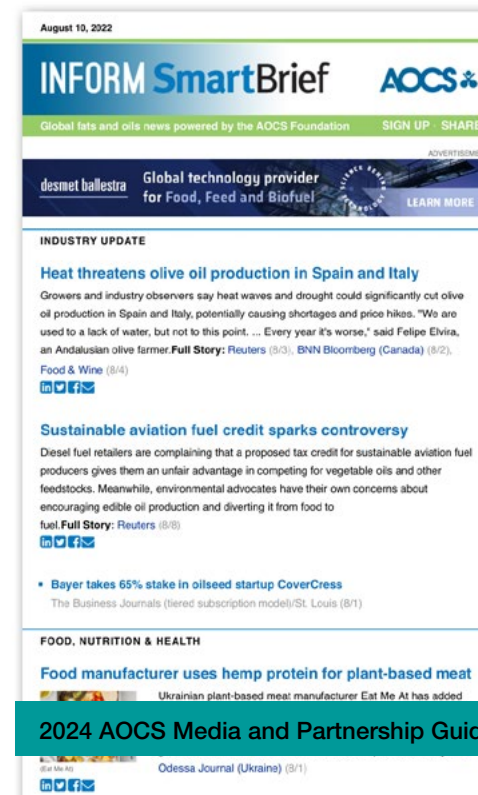 August 10, 2022
INFORM SmartBrief
AOCS
Global fats and oils news powered by the AOCS Foundation SIGN UP · SHARE
ADVERTISEME
desmet ballestra
Global technology provider
for Food, Feed and Biofuel
SCIENCE BEHIND TECHNOLOGY
LEARN MORE
INDUSTRY UPDATE
Heat threatens olive oil production in Spain and Italy
Growers and industry observers say heat waves and drought could significantly cut olive
oil production in Spain and Italy, potentially causing shortages and price hikes. "We are
used to a lack of water, but not to this point. ... Every year it's worse," said Felipe Elvira,
an Andalusian olive farmer.Full Story: Reuters (8/3), BNN Bloomberg (Canada) (8/2),
Food & Wine (8/4)
Sustainable aviation fuel credit sparks controversy
Diesel fuel retailers are complaining that a proposed tax credit for sustainable aviation fuel
producers gives them an unfair advantage in competing for vegetable oils and other
feedstocks. Meanwhile, environmental advocates have their own concerns about
encouraging edible oil production and diverting it from food to
fuel.Full Story: Reuters (8/8)
▪ Bayer takes 65% stake in oilseed startup CoverCress
The Business Journals (tiered subscription model)/St. Louis (8/1)
FOOD, NUTRITION & HEALTH
Food manufacturer uses hemp protein for plant-based meat
Ukrainian plant-based meat manufacturer Eat Me At has added
2024 AOCS Media and Partnership Guid
(Eat Me At)
Odessa Journal (Ukraine) (8/1)